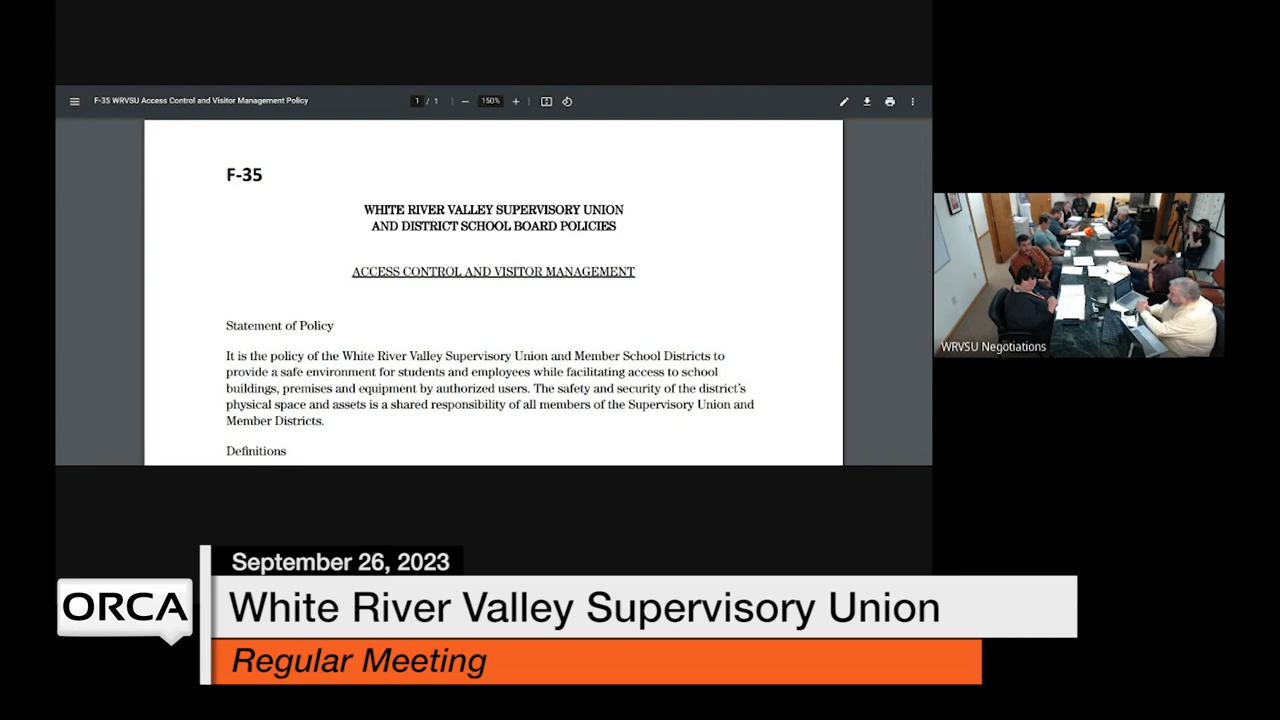 F-35 WRVSU Access Control and Visitor Management Policy
1 / 1
150%
F-35
WHITE RIVER VALLEY SUPERVISORY UNION
AND DISTRICT SCHOOL BOARD POLICIES
ACCESS CONTROL AND VISITOR MANAGEMENT
Statement of Policy
It is the policy of the White River Valley Supervisory Union and Member School Districts to
provide a safe environment for students and employees while facilitating access to school
buildings, premises and equipment by authorized users. The safety and security of the district's
physical space and assets is a shared responsibility of all members of the Supervisory Union and
Member Districts.
Definitions
WRVSU Negotiations
September 26, 2023
ORCA
White River Valley Supervisory Union
Regular Meeting